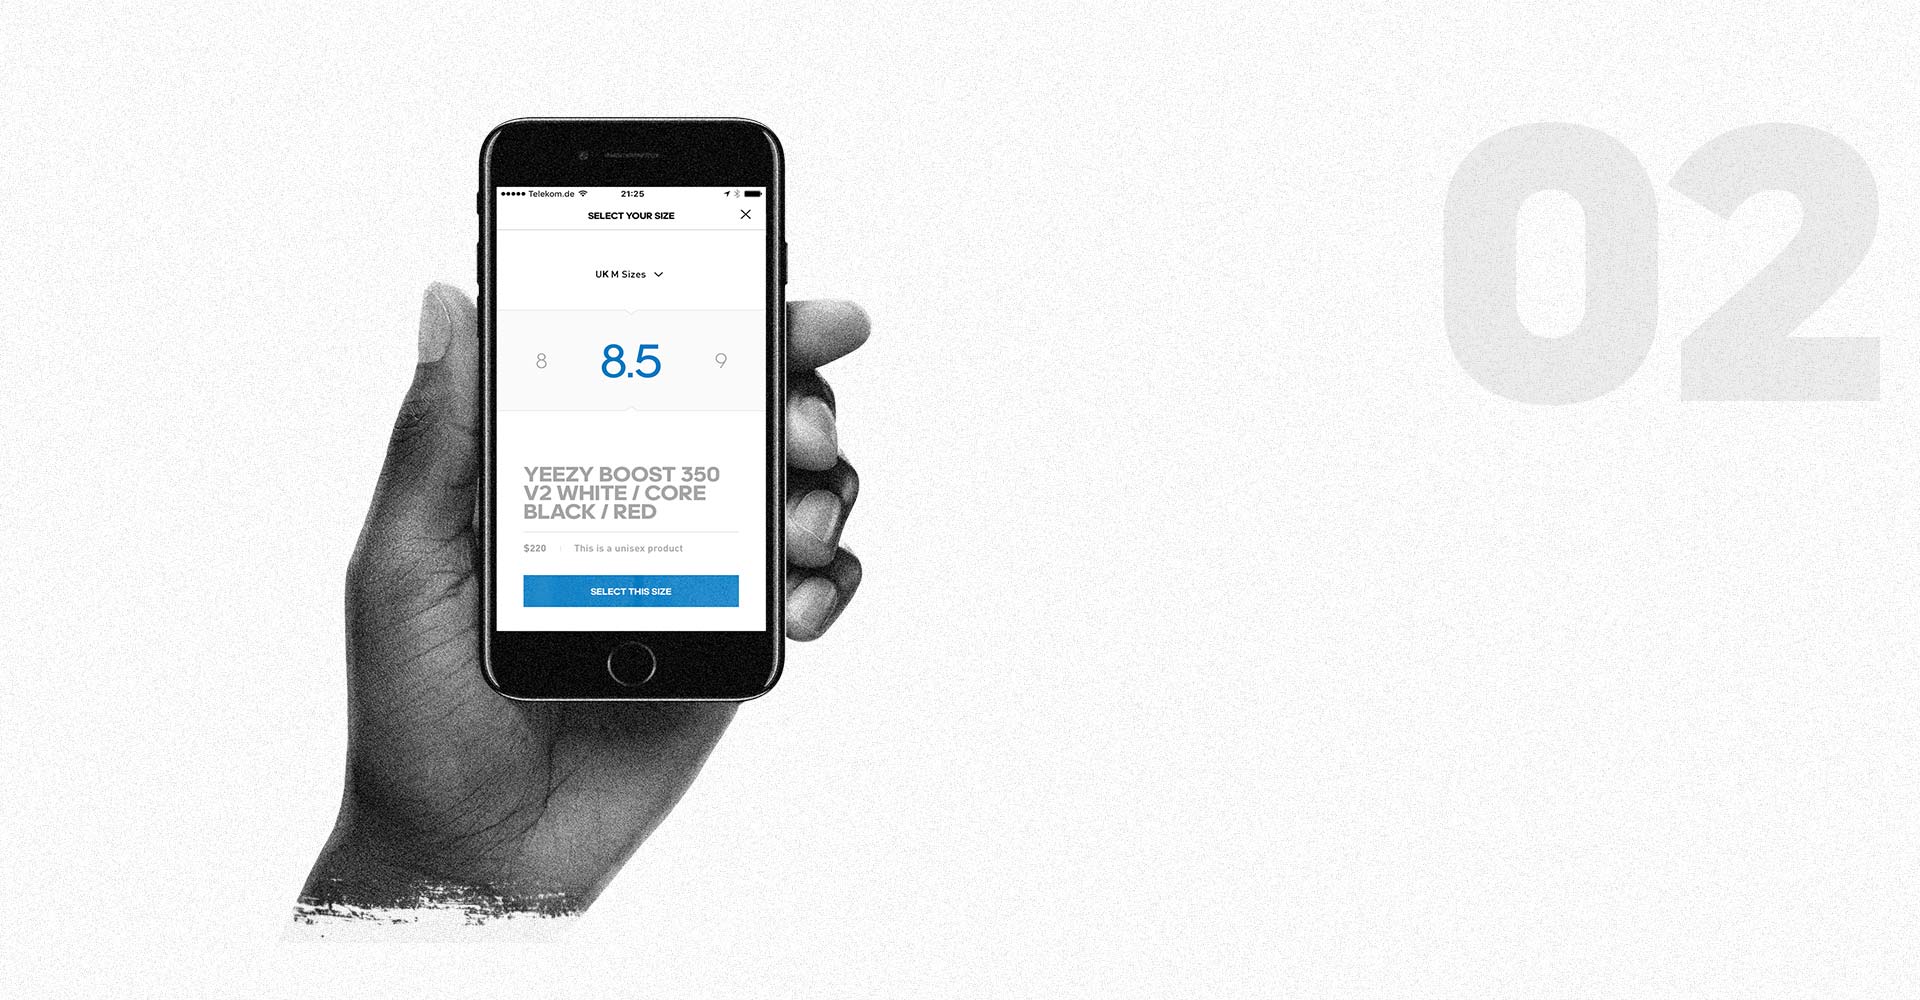 Telekom.de 21:25
SELECT YOUR SIZE
UK M Sizes
8 8.5 9
YEEZY BOOST 350
V2 WHITE / CORE
BLACK / RED
$220 This is a unisex product
SELECT THIS SIZE
02